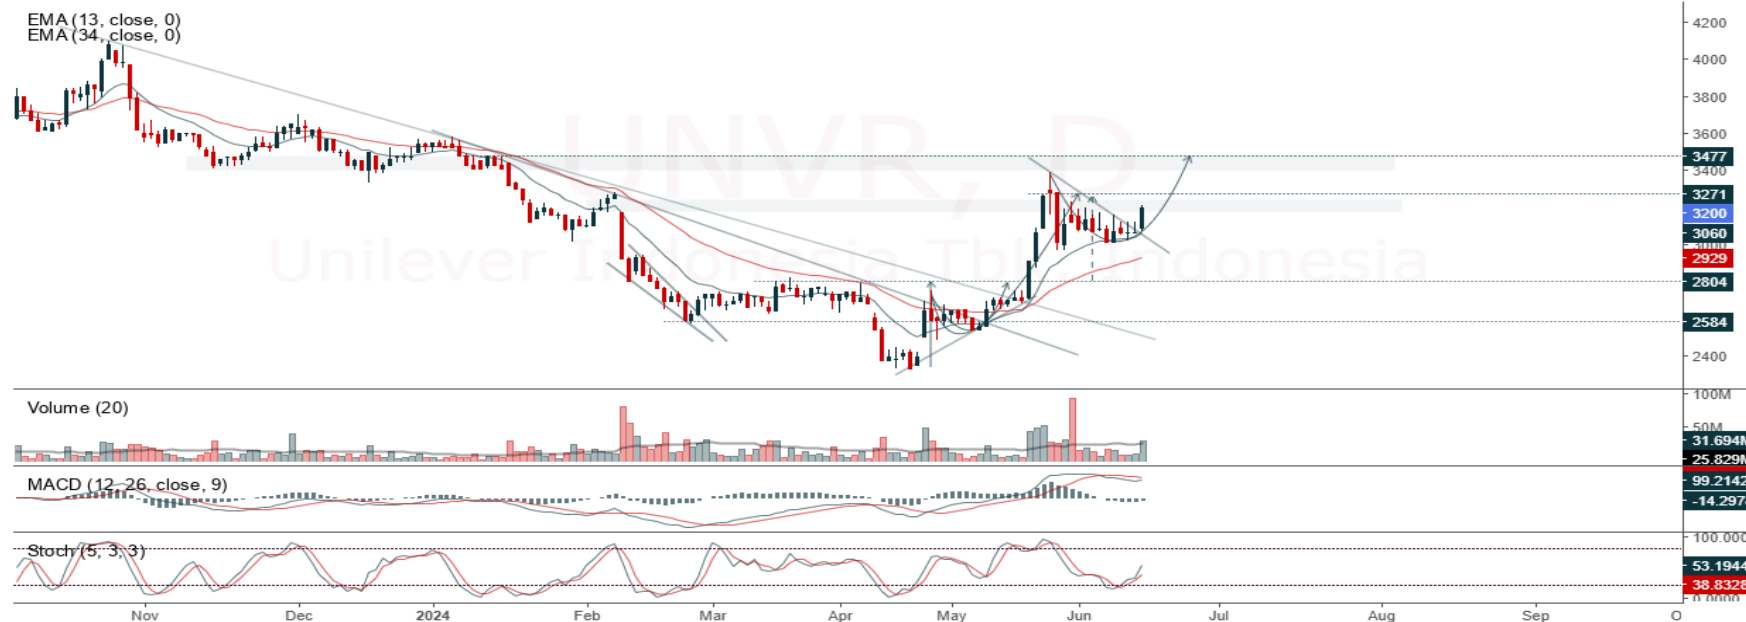 EMA (13, close, 0)
EMA (34, close, 0)
UNVR, D
Unilever Indonesia Tbk, Indonesia
4200
4000
3800
3600
3477
3400
3271
3200
3060
3000
2929
2804
2584
2400
Volume (20)
100M
50M
31.694M
25.829M
MACD (12, 26, close, 9)
99.2142
-14.297
Stoch (5, 3, 3)
100.000
53.1944
38.8328
0.0000
Nov Dec 2024 Feb Mar Apr May Jun Jul Aug Sep O